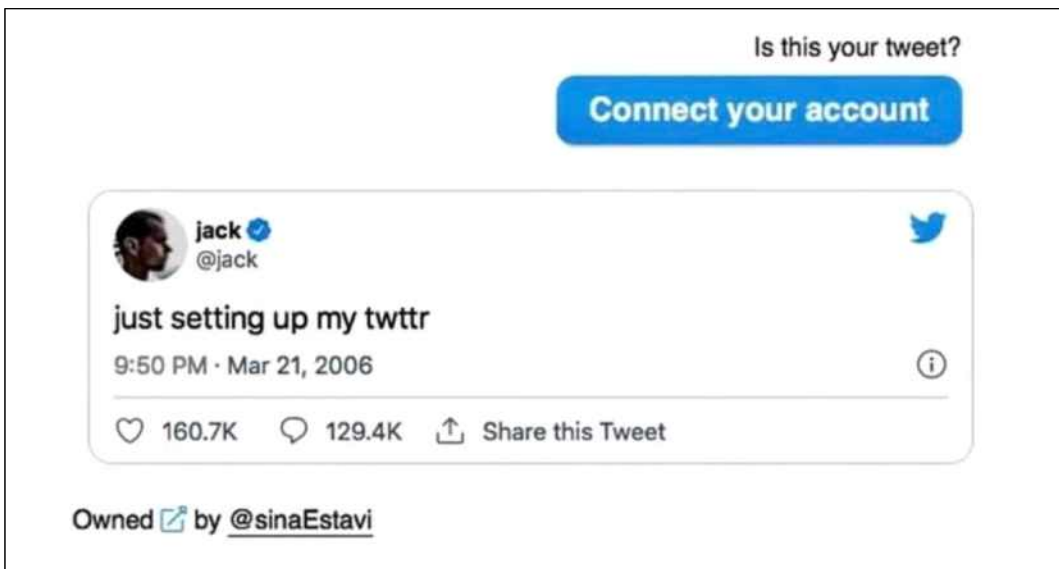 Is this your tweet?
Connect your account
jack
@jack
just setting up my twttr
9:50 PM · Mar 21, 2006
160.7K 129.4K Share this Tweet
Owned by @sinaEstavi